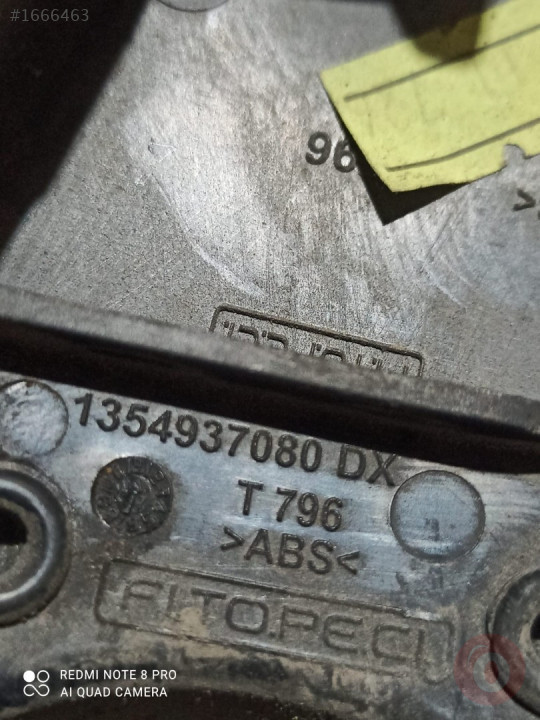 #1666463
96
1354937080 DX
T 796
>ABS<
FI.TO.PE.CI
REDMI NOTE 8 PRO
AI QUAD CAMERA